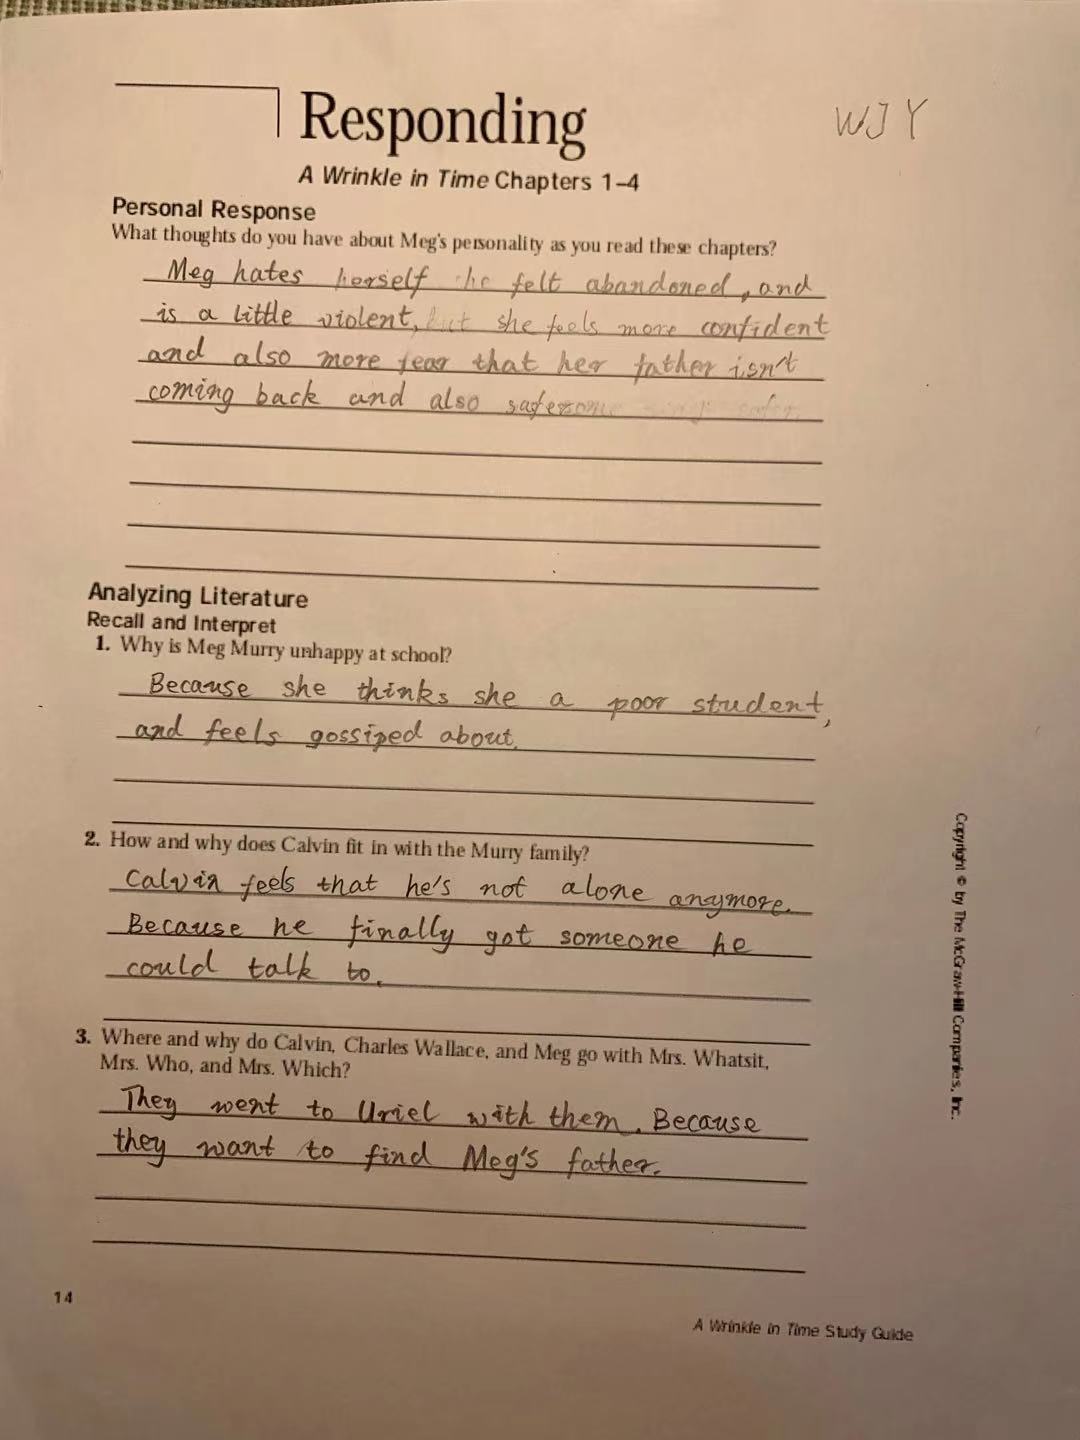 Responding
WJY
A Wrinkle in Time Chapters 1–4
Personal Response
What thoughts do you have about Meg's personality as you read these chapters?
Meg hates herself he felt abandoned, and
is a little violent, but she feels more confident
and also more fear that her father isn't
coming back and also
Analyzing Literature
Recall and Interpret
1. Why is Meg Murry unhappy at school?
Because she thinks she a poor student,
and feels gossiped about.
2. How and why does Calvin fit in with the Murry family?
Calvin feels that he's not alone anymore.
Because he finally got someone he
could talk to.
3. Where and why do Calvin, Charles Wallace, and Meg go with Mrs. Whatsit,
Mrs. Who, and Mrs. Which?
They went to Uriel with them. Because
they want to find Meg's father.
Copyright © by The McGraw-Hill Companies, Inc.
14
A Wrinkle in Time Study Guide